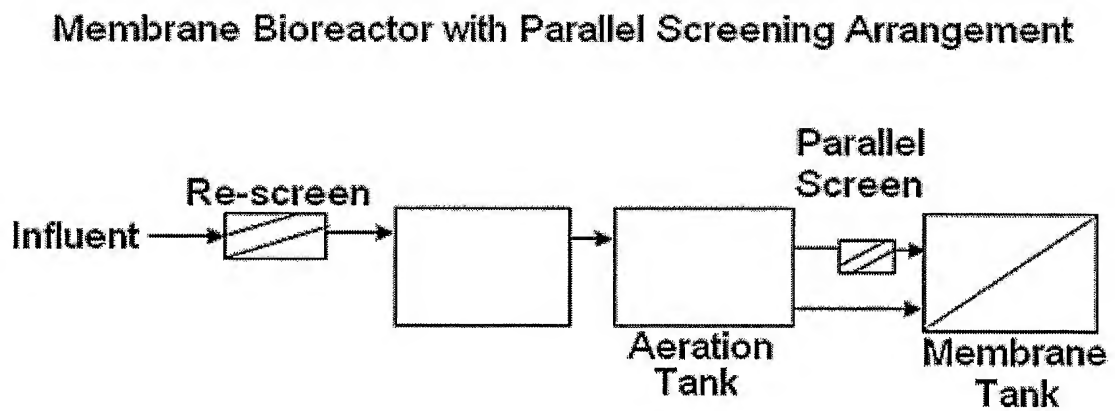 Membrane Bioreactor with Parallel Screening Arrangement
Parallel
Screen
Re-screen
Influent
Aeration
Tank
Membrane
Tank